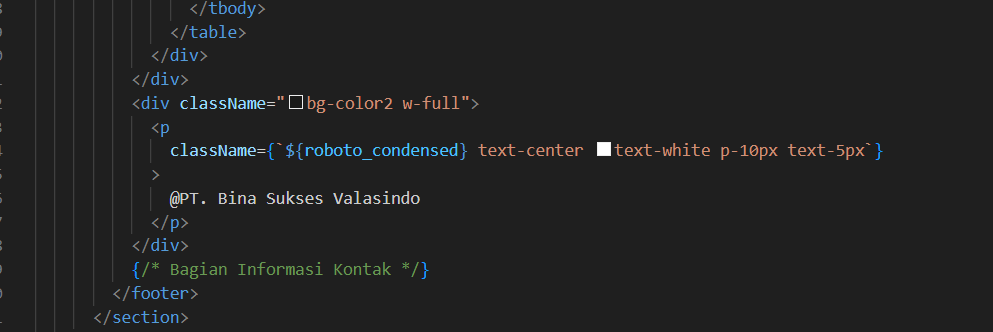 </tbody>
</table>
</div>
</div>
<div className="bg-color2 w-full">
<p
className={`${roboto_condensed} text-center text-white p-10px text-5px`}
>
@PT. Bina Sukses Valasindo
</p>
</div>
{/* Bagian Informasi Kontak */}
</footer>
</section>